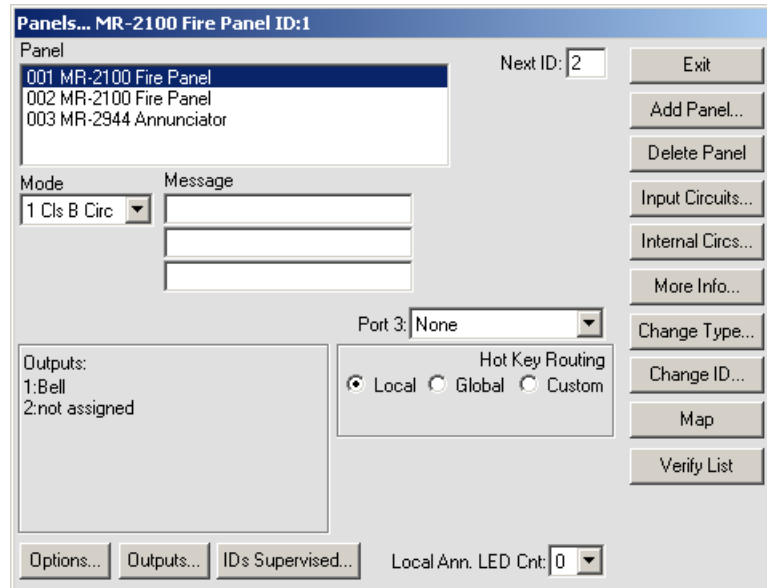 Panels... MR-2100 Fire Panel ID:1
Panel
Next ID: 2
001 MR-2100 Fire Panel
002 MR-2100 Fire Panel
003 MR-2944 Annunciator
Mode
Message
1 Cls B Circ
Port 3: None
Outputs:
1:Bell
2:not assigned
Hot Key Routing
Local Global Custom
Options...
Outputs...
IDs Supervised...
Local Ann. LED Cnt: 0
Exit
Add Panel...
Delete Panel
Input Circuits...
Internal Circs...
More Info...
Change Type...
Change ID...
Map
Verify List